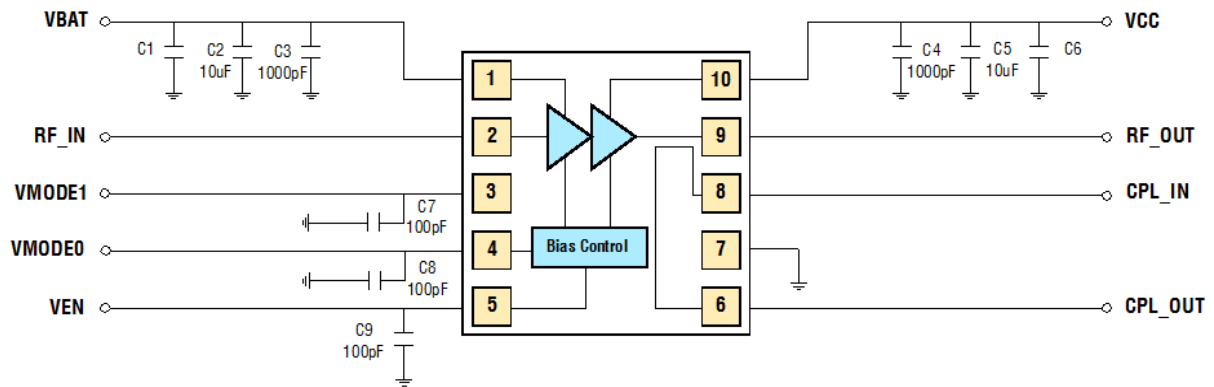 VBAT
VCC
C1
C2
10uF
C3
1000pF
C4
1000pF
C5
10uF
C6
1
10
RF_IN
2
9
RF_OUT
VMODE1
3
8
CPL_IN
C7
100pF
VMODE0
4
Bias Control
7
C8
100pF
VEN
5
6
CPL_OUT
C9
100pF